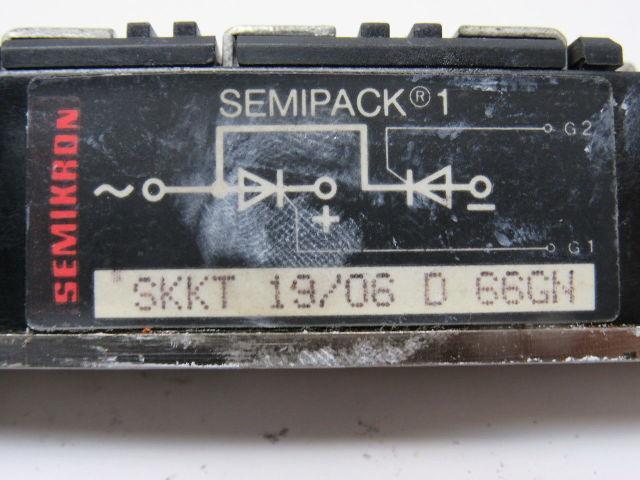 SEMIPACK® 1
SEMIKRON
G2
~
+
–
G1
SKKT 19/06 D 66GN